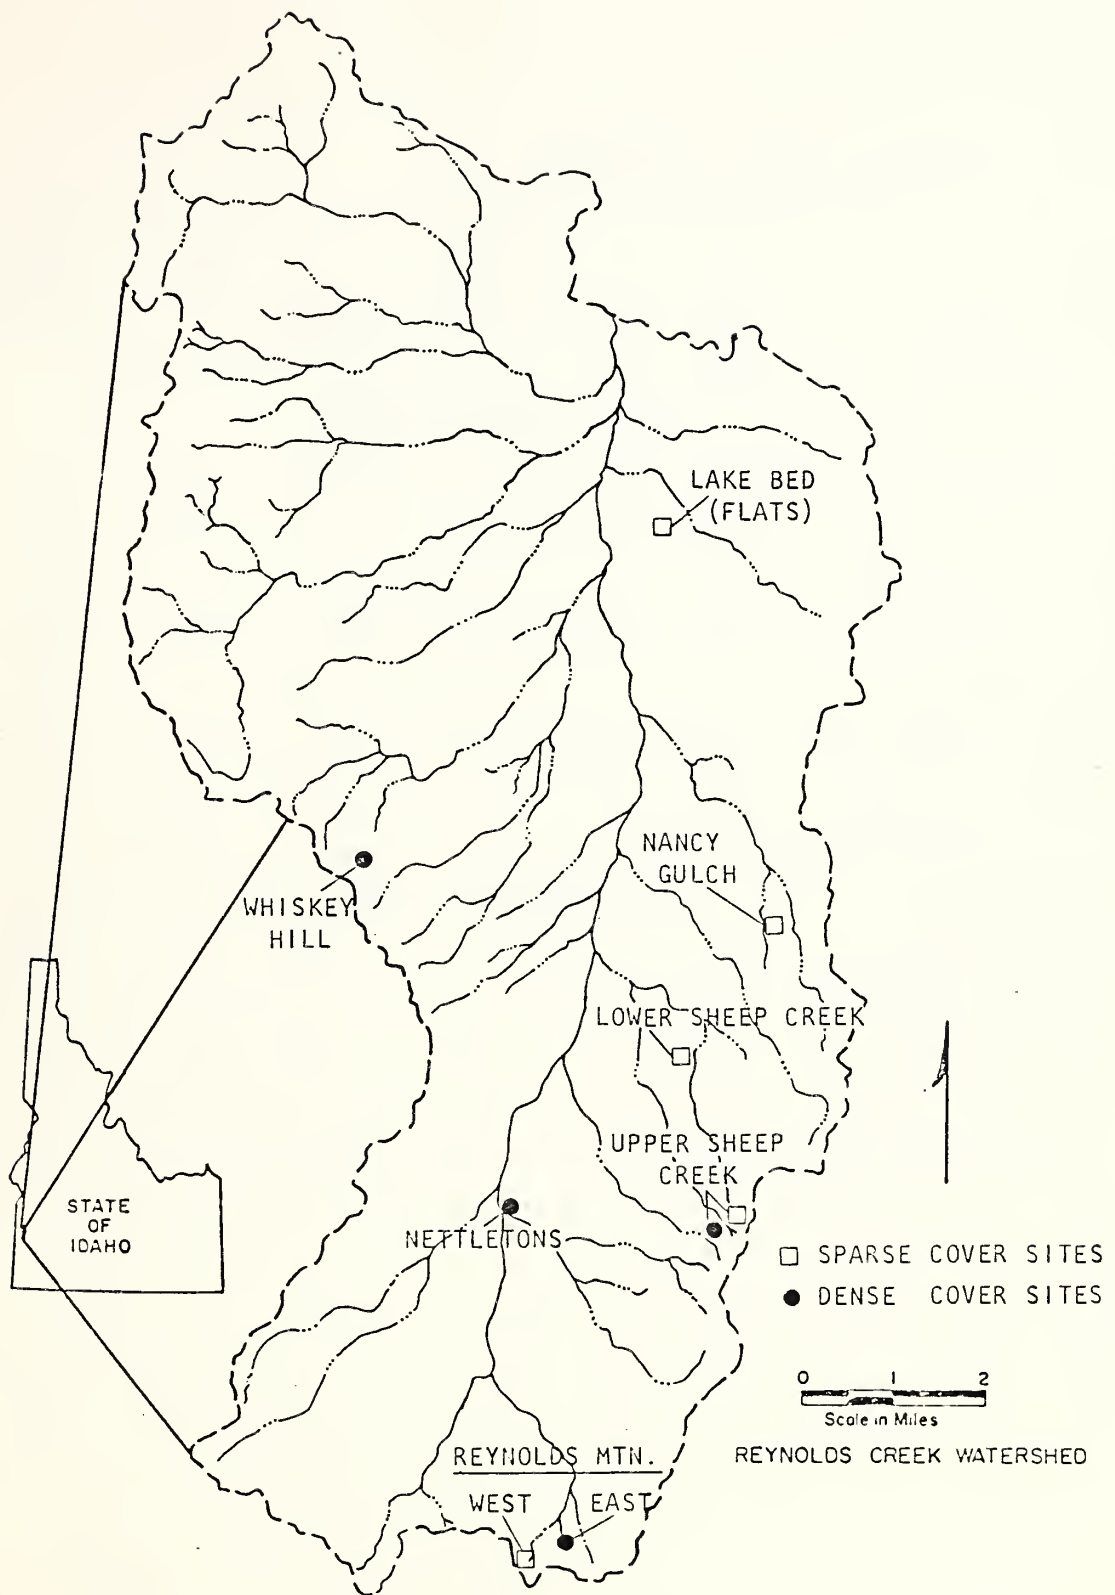 LAKE BED
(FLATS)
NANCY
GULCH
WHISKEY
HILL
LOWER SHEEP CREEK
UPPER SHEEP
CREEK
STATE
OF
IDAHO
NETTLETONS
SPARSE COVER SITES
DENSE COVER SITES
0 1 2
Scale in Miles
REYNOLDS CREEK WATERSHED
REYNOLDS MTN.
WEST EAST